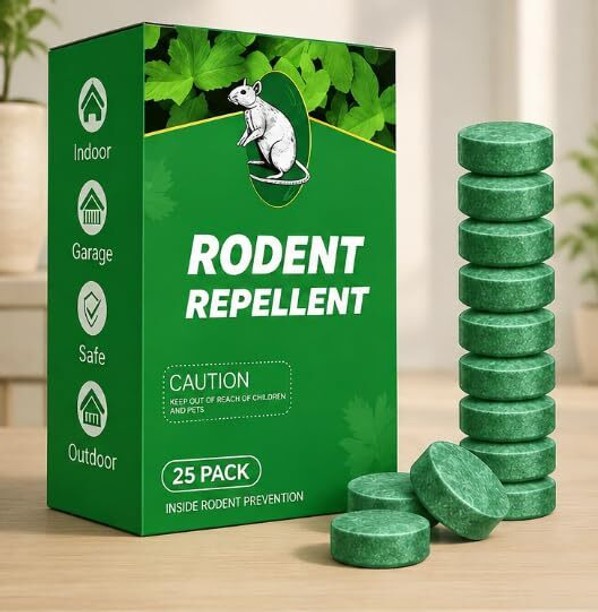 Indoor
Garage
Safe
Outdoor
RODENT
REPELLENT
CAUTION
KEEP OUT OF REACH OF CHILDREN
AND PETS
25 PACK
INSIDE RODENT PREVENTION